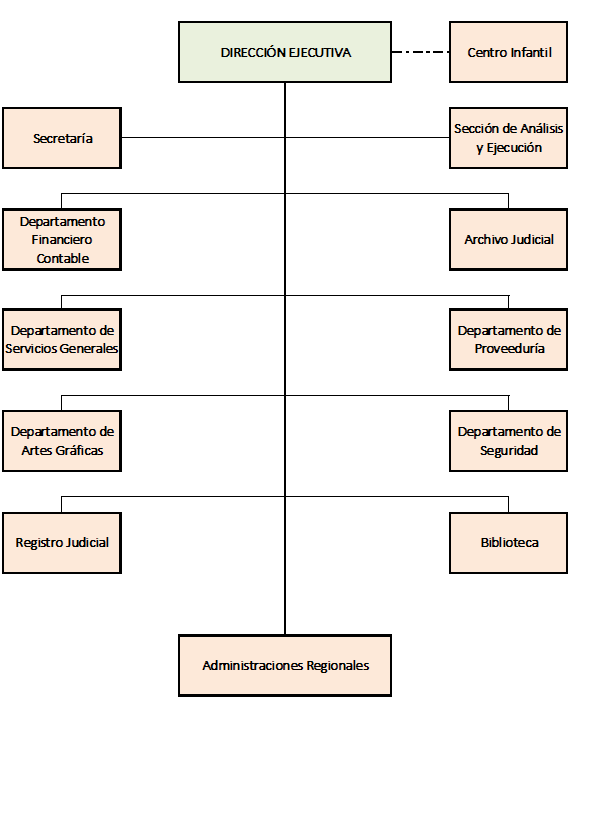 DIRECCIÓN EJECUTIVA
Centro Infantil
Secretaría
Sección de Análisis
y Ejecución
Departamento
Financiero
Contable
Archivo Judicial
Departamento de
Servicios Generales
Departamento de
Proveeduría
Departamento de
Artes Gráficas
Departamento de
Seguridad
Registro Judicial
Biblioteca
Administraciones Regionales